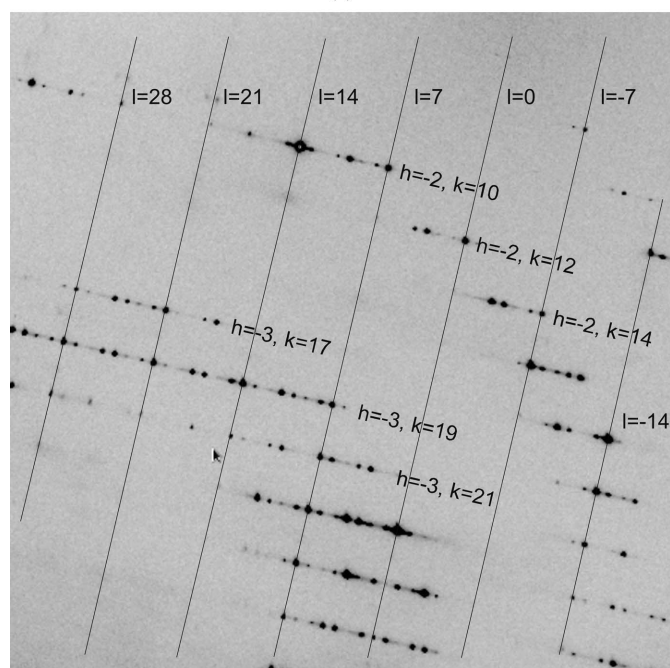 l=28
l=21
l=14
l=7
l=0
l=-7
h=-2, k=10
h=-2, k=12
h=-2, k=14
h=-3, k=17
h=-3, k=19
l=-14
h=-3, k=21